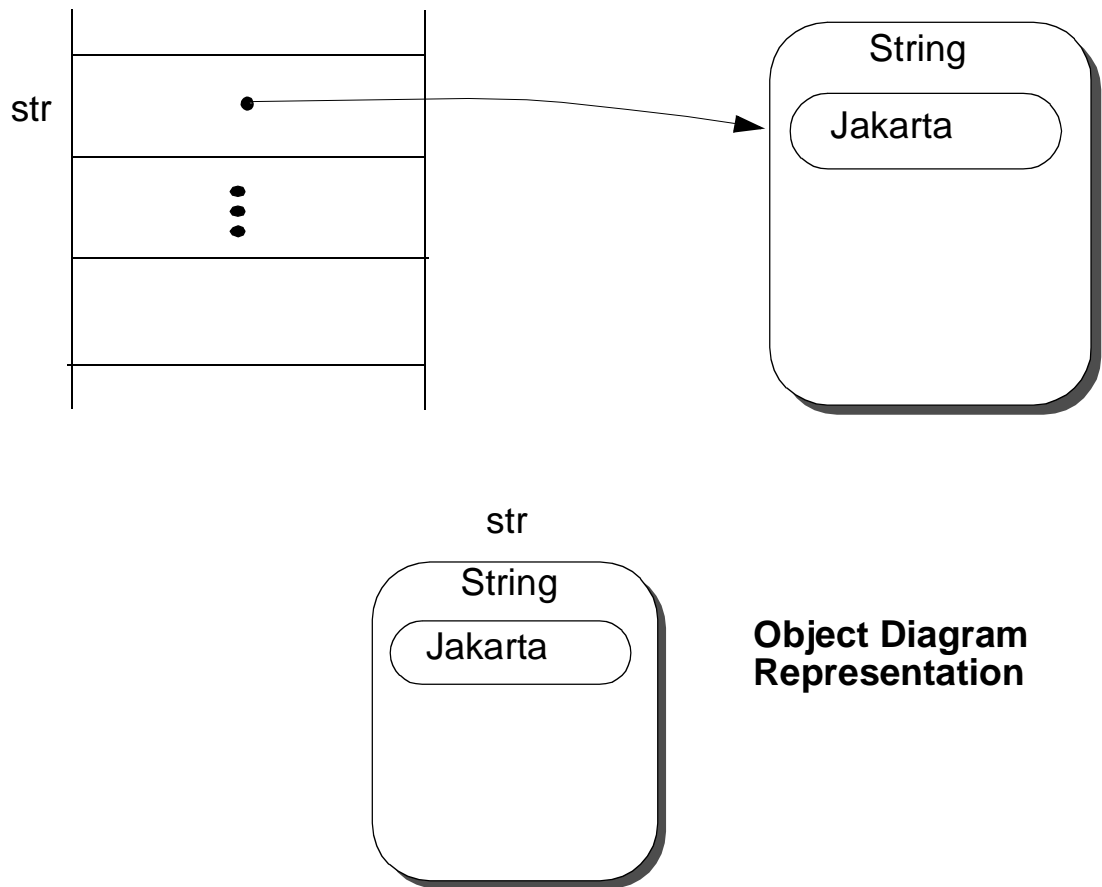 String
str
Jakarta
str
String
Jakarta
Object Diagram
Representation